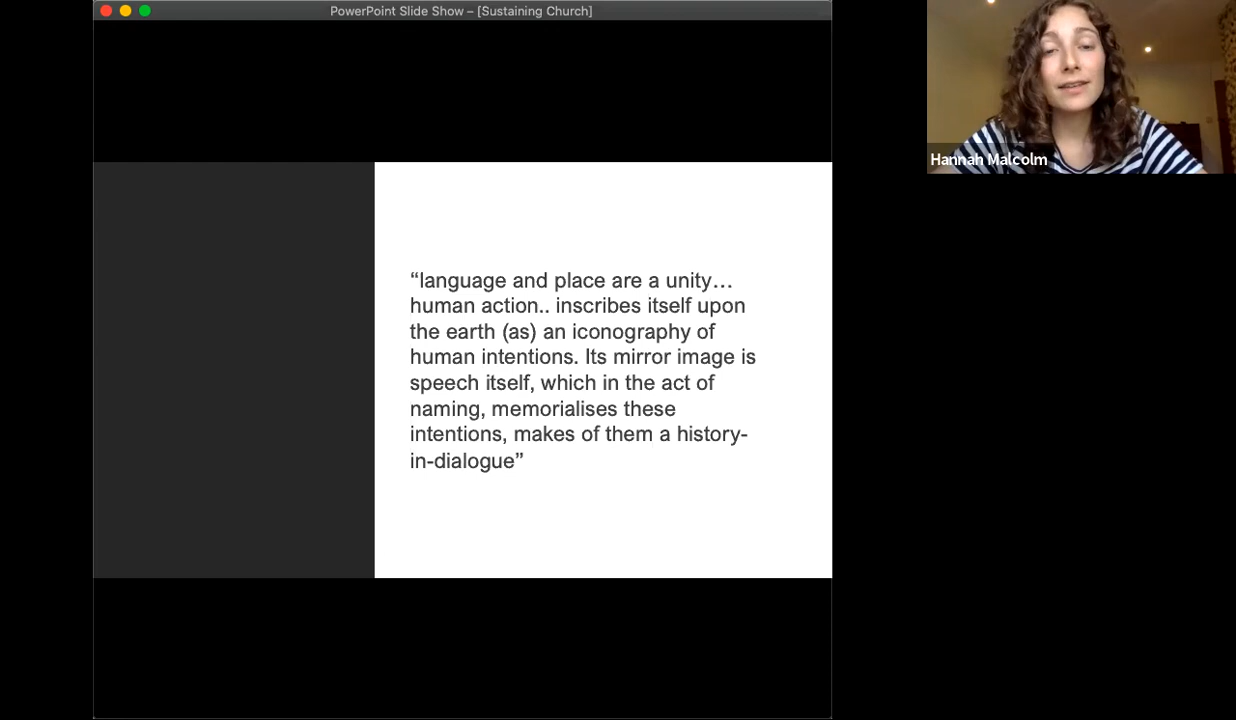 PowerPoint Slide Show – [Sustaining Church]
“language and place are a unity…
human action.. inscribes itself upon
the earth (as) an iconography of
human intentions. Its mirror image is
speech itself, which in the act of
naming, memorialises these
intentions, makes of them a history-
in-dialogue”
Hannah Malcolm